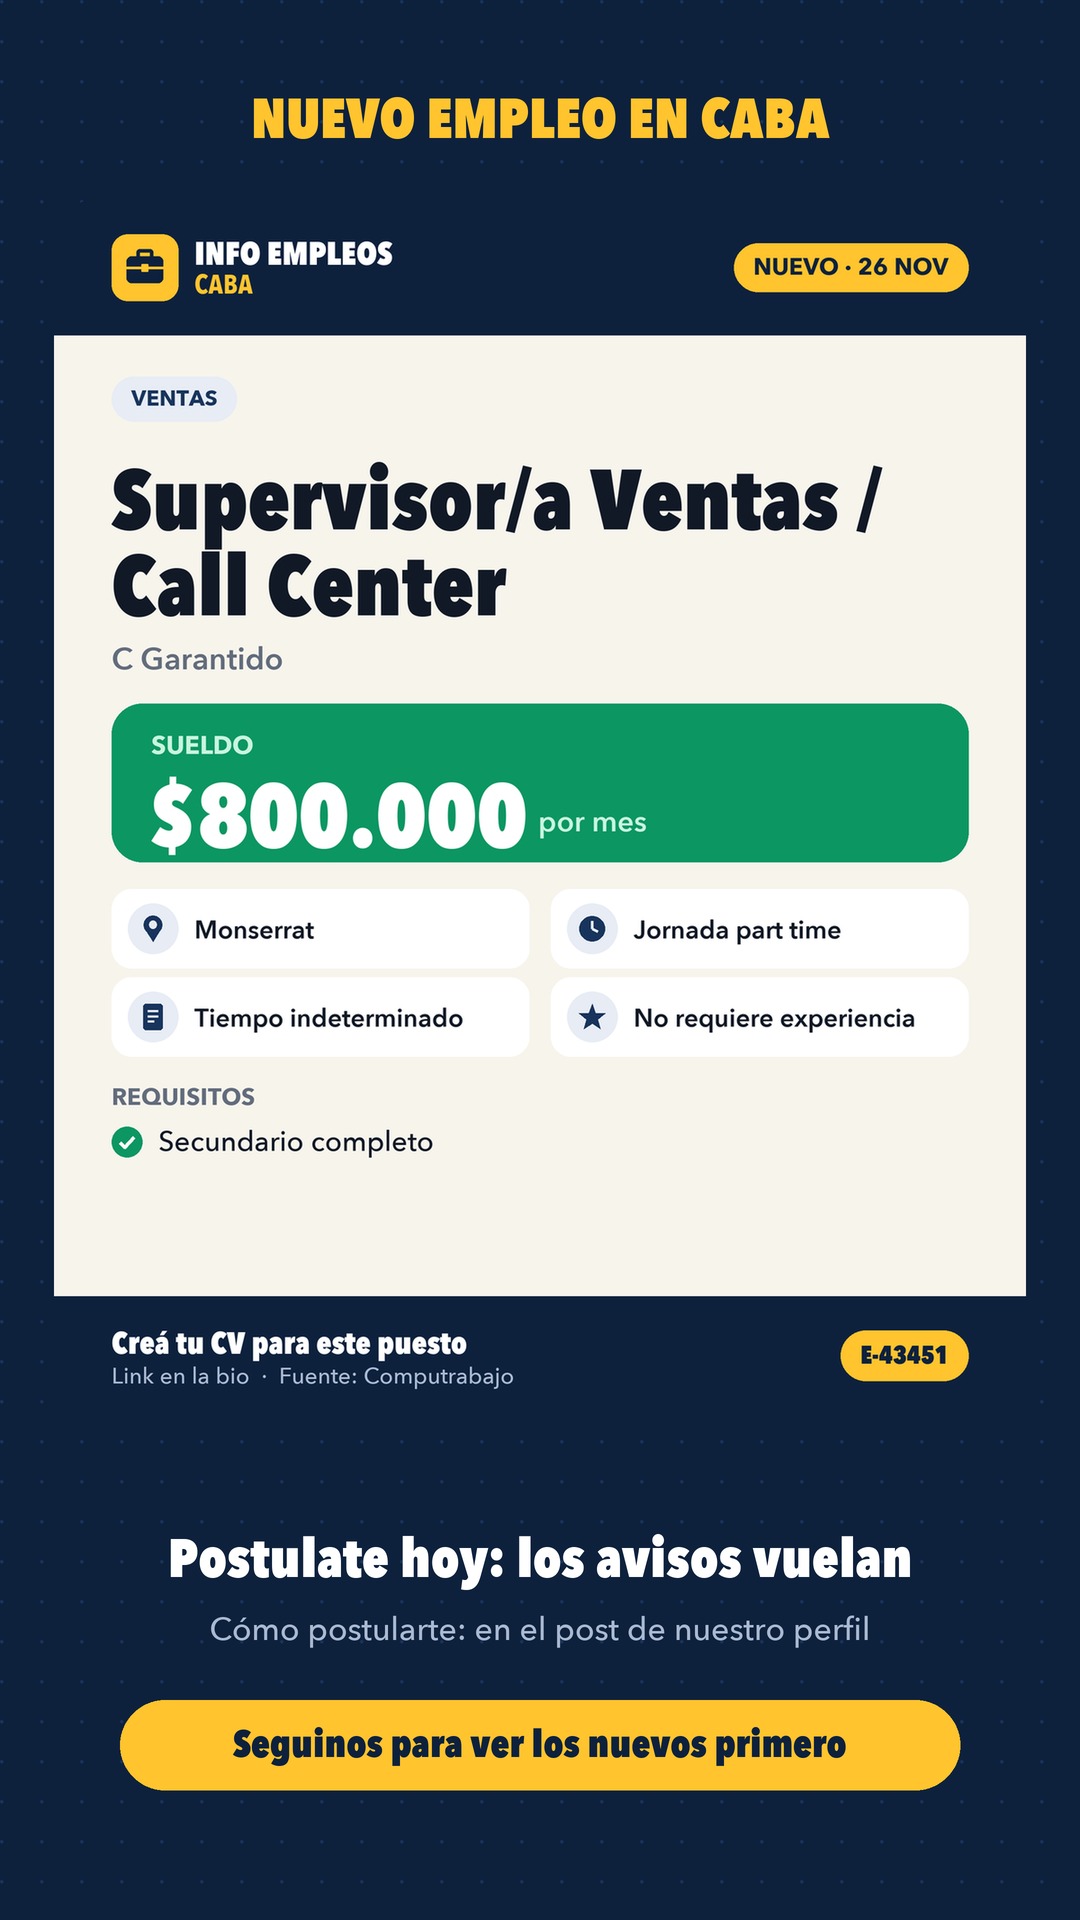 NUEVO EMPLEO EN CABA
INFO EMPLEOS
CABA
NUEVO · 26 NOV
VENTAS
Supervisor/a Ventas /
Call Center
C Garantido
SUELDO
$800.000 por mes
Monserrat
Jornada part time
Tiempo indeterminado
No requiere experiencia
REQUISITOS
Secundario completo
Creá tu CV para este puesto
Link en la bio · Fuente: Computrabajo
E-43451
Postulate hoy: los avisos vuelan
Cómo postularte: en el post de nuestro perfil
Seguinos para ver los nuevos primero